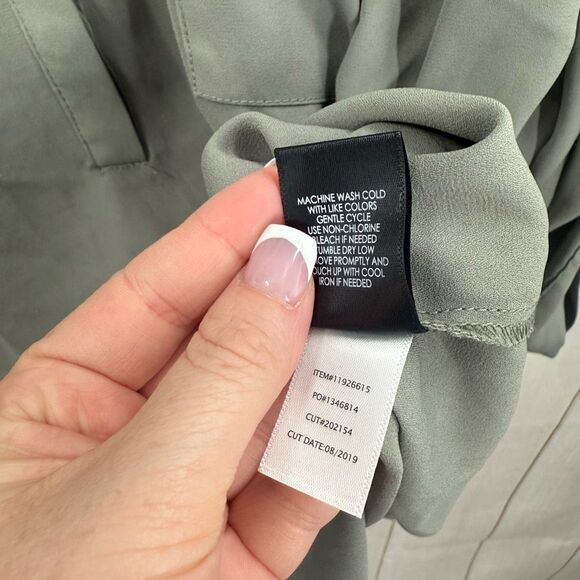 MACHINE WASH COLD
WITH LIKE COLORS
GENTLE CYCLE
USE NON-CHLORINE
BLEACH IF NEEDED
TUMBLE DRY LOW
PROMPTLY AND
TOUCH UP WITH COOL
IRON IF NEEDED
ITEM#11926615
PO#1346814
CUT#202154
CUT DATE:08/2019